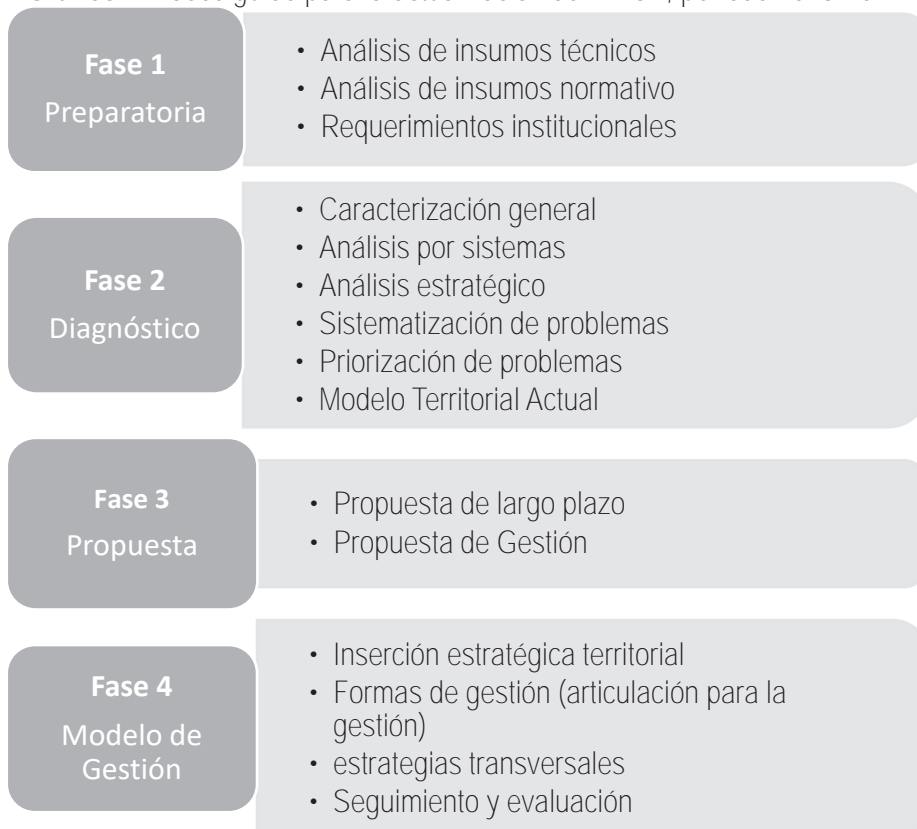 Fase 1
Preparatoria
• Análisis de insumos técnicos
• Análisis de insumos normativo
• Requerimientos institucionales
Fase 2
Diagnóstico
• Caracterización general
• Análisis por sistemas
• Análisis estratégico
• Sistematización de problemas
• Priorización de problemas
• Modelo Territorial Actual
Fase 3
Propuesta
• Propuesta de largo plazo
• Propuesta de Gestión
Fase 4
Modelo de
Gestión
• Inserción estratégica territorial
• Formas de gestión (articulación para la
gestión)
• estrategias transversales
• Seguimiento y evaluación